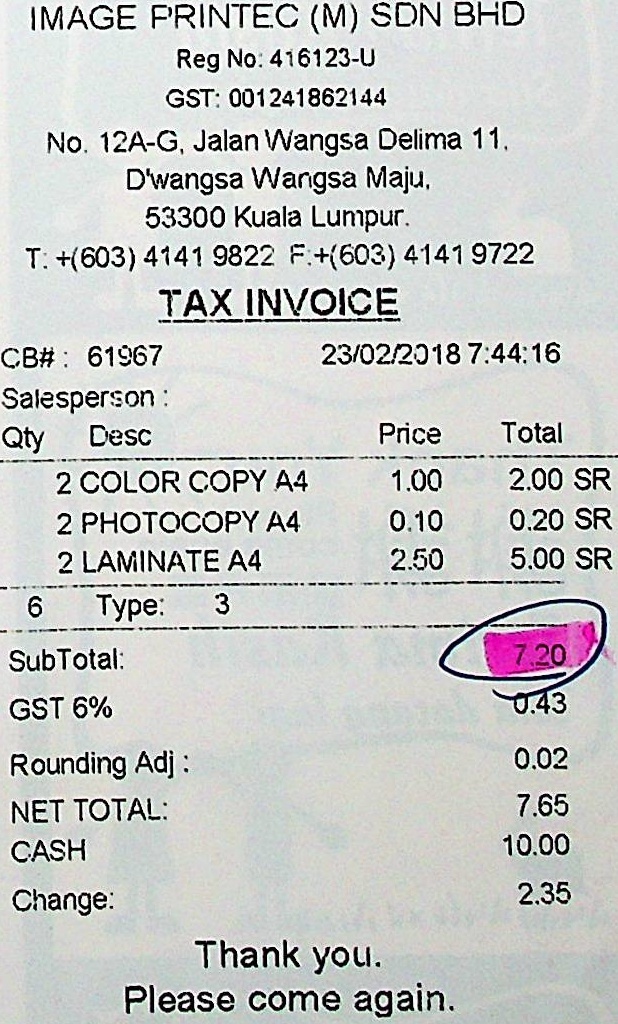 IMAGE PRINTEC (M) SDN BHD
Reg No: 416123-U
GST: 001241862144
No. 12A-G, Jalan Wangsa Delima 11,
D'wangsa Wangsa Maju,
53300 Kuala Lumpur.
T: +(603) 4141 9822 F:+(603) 4141 9722
TAX INVOICE
CB# : 61967 23/02/2018 7:44:16
Salesperson :
Qty Desc Price Total
2 COLOR COPY A4 1.00 2.00 SR
2 PHOTOCOPY A4 0.10 0.20 SR
2 LAMINATE A4 2.50 5.00 SR
6 Type: 3
SubTotal: 7.20
GST 6% 0.43
Rounding Adj : 0.02
NET TOTAL: 7.65
CASH 10.00
Change: 2.35
Thank you.
Please come again.